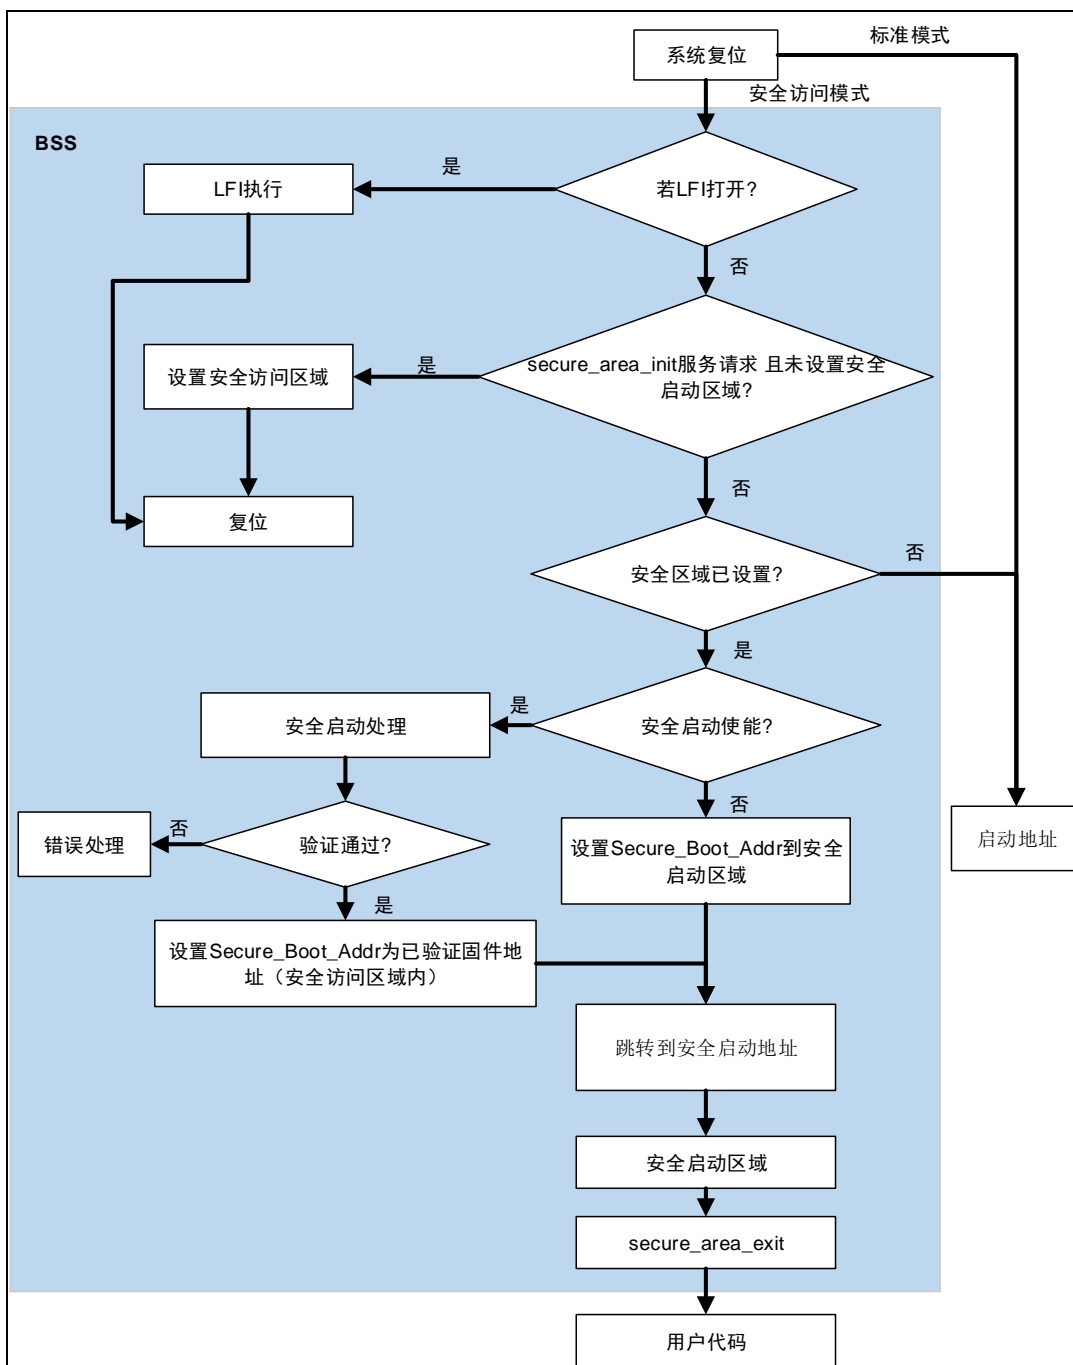 系统复位
标准模式
安全访问模式
BSS
是
LFI执行
若LFI打开?
否
secure_area_init服务请求 且未设置安全
启动区域?
是
设置安全访问区域
否
复位
否
安全区域已设置?
是
是
安全启动处理
安全启动使能?
否
启动地址
否
错误处理
验证通过?
设置Secure_Boot_Addr到安全
启动区域
是
设置Secure_Boot_Addr为已验证固件地
址（安全访问区域内）
跳转到安全启动地址
安全启动区域
secure_area_exit
用户代码